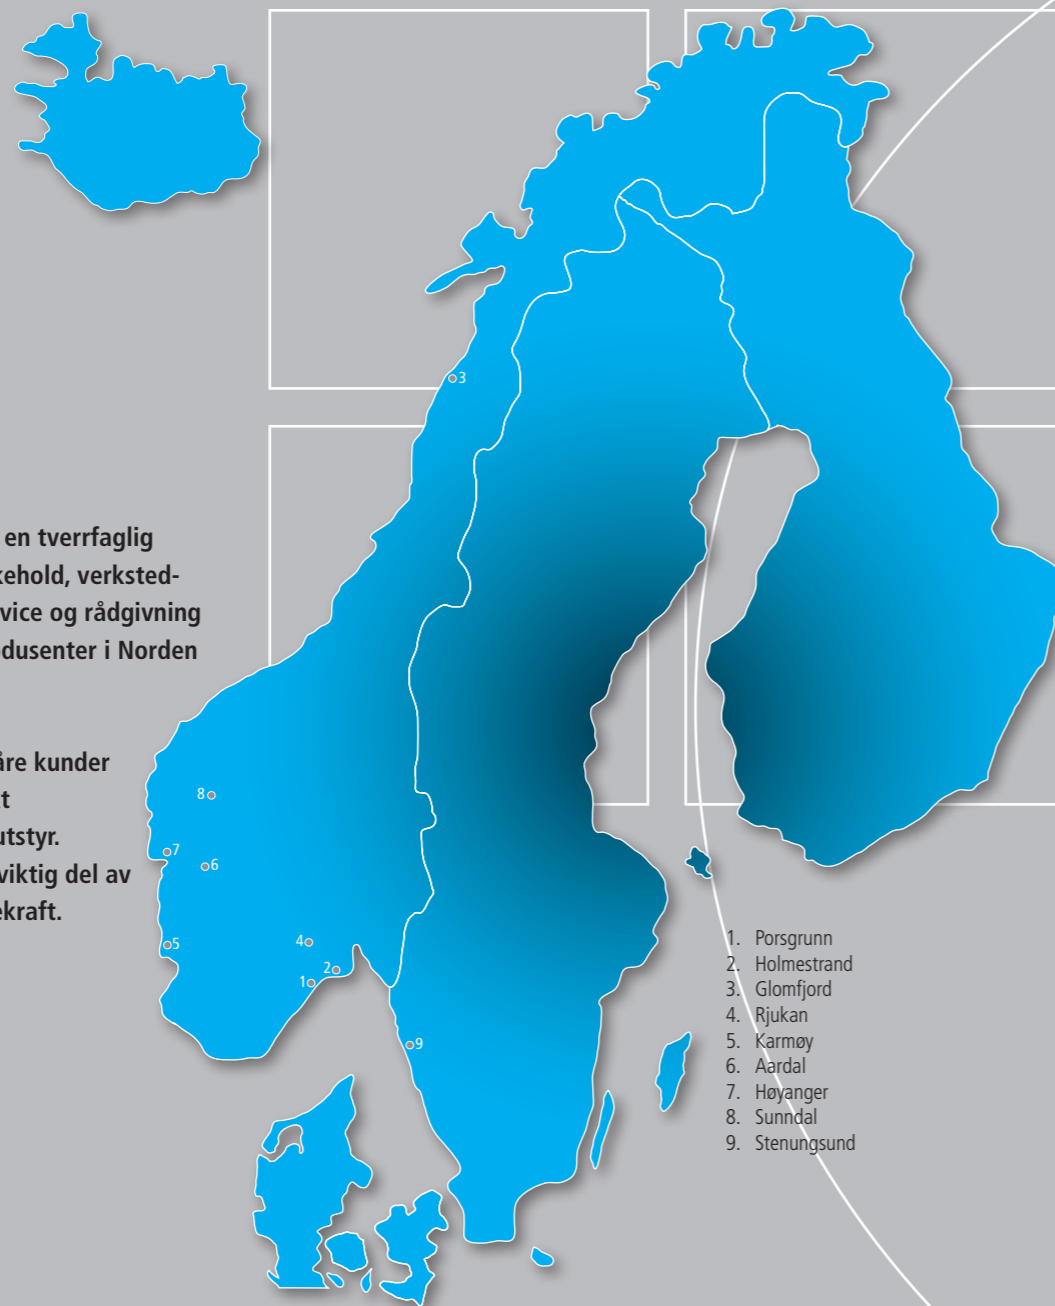 3
en tverrfaglig
kehold, verksted-
vice og rådgivning
dusenter i Norden
åre kunder
t
utstyr.
viktig del av
ekraft.
8
7
6
5
4
2
1
9
1. Porsgrunn
2. Holmestrand
3. Glomfjord
4. Rjukan
5. Karmøy
6. Aardal
7. Høyanger
8. Sunndal
9. Stenungsund